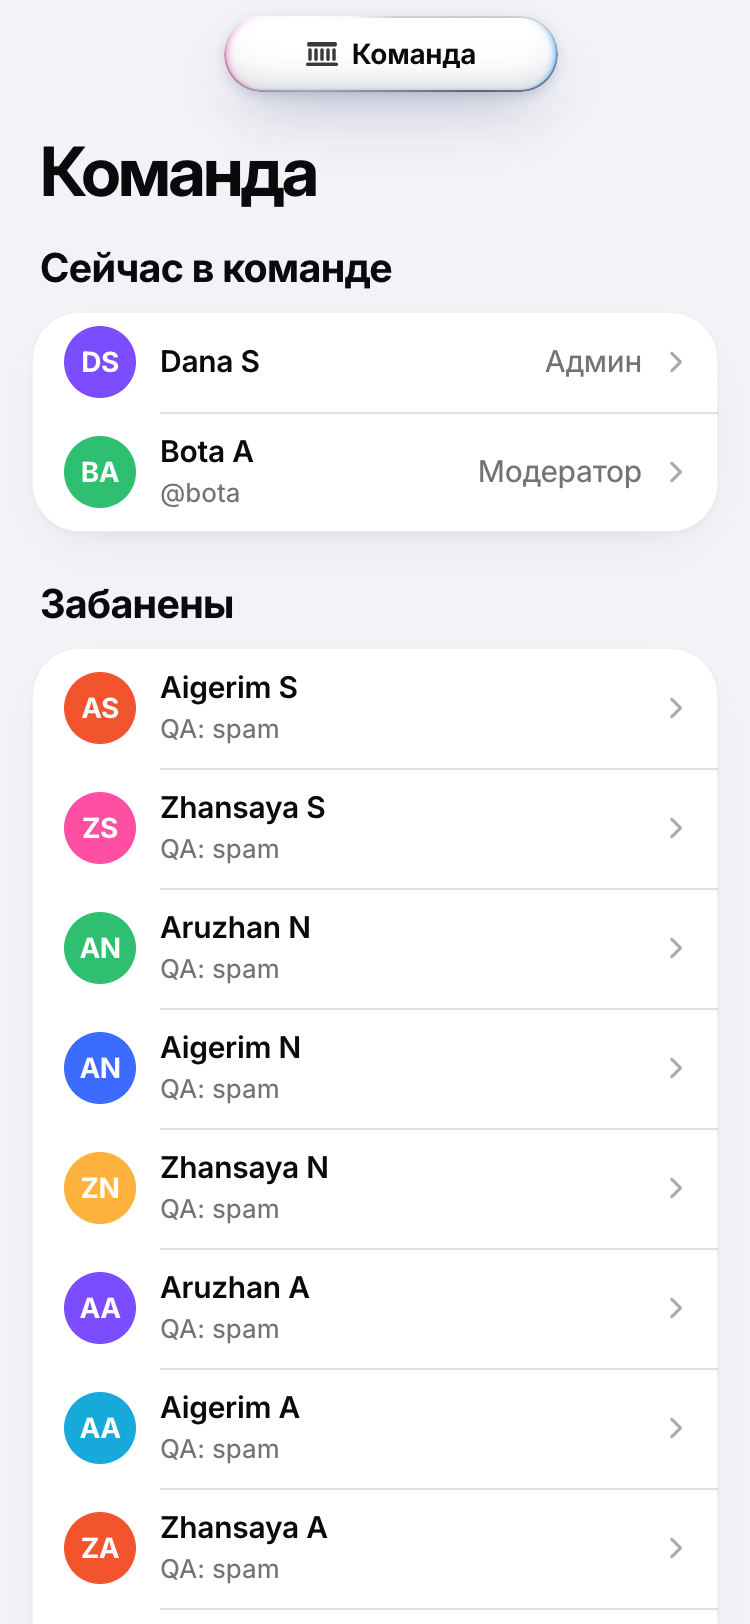 Команда
Команда
Сейчас в команде
DS Dana S Админ
BA Bota A Модератор
@bota
Забанены
AS Aigerim S
QA: spam
ZS Zhansaya S
QA: spam
AN Aruzhan N
QA: spam
AN Aigerim N
QA: spam
ZN Zhansaya N
QA: spam
AA Aruzhan A
QA: spam
AA Aigerim A
QA: spam
ZA Zhansaya A
QA: spam